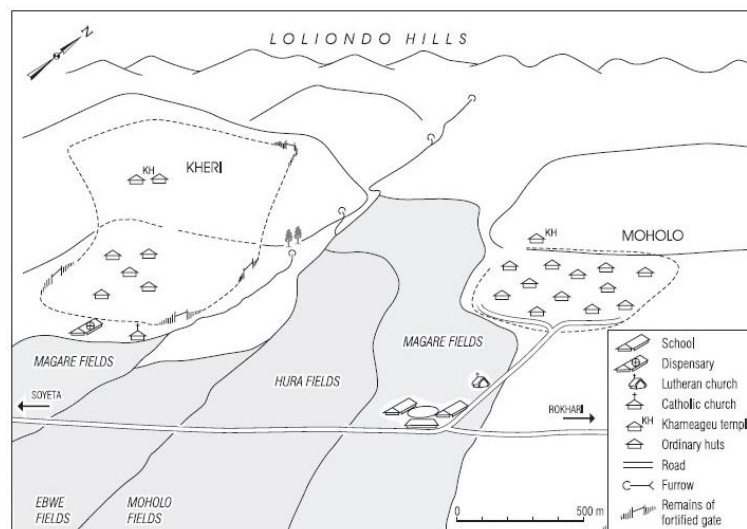 N
LOLIONDO HILLS
KH
KHERI
KH
MOHOLO
MAGARE FIELDS
MAGARE FIELDS
HURA FIELDS
SOYETA
ROKHARI
EBWE
FIELDS
MOHOLO
FIELDS
0
500 m
School
Dispensary
Lutheran church
Catholic church
KH
Khameageu templ
Ordinary huts
Road
Furrow
Remains of
fortified gate